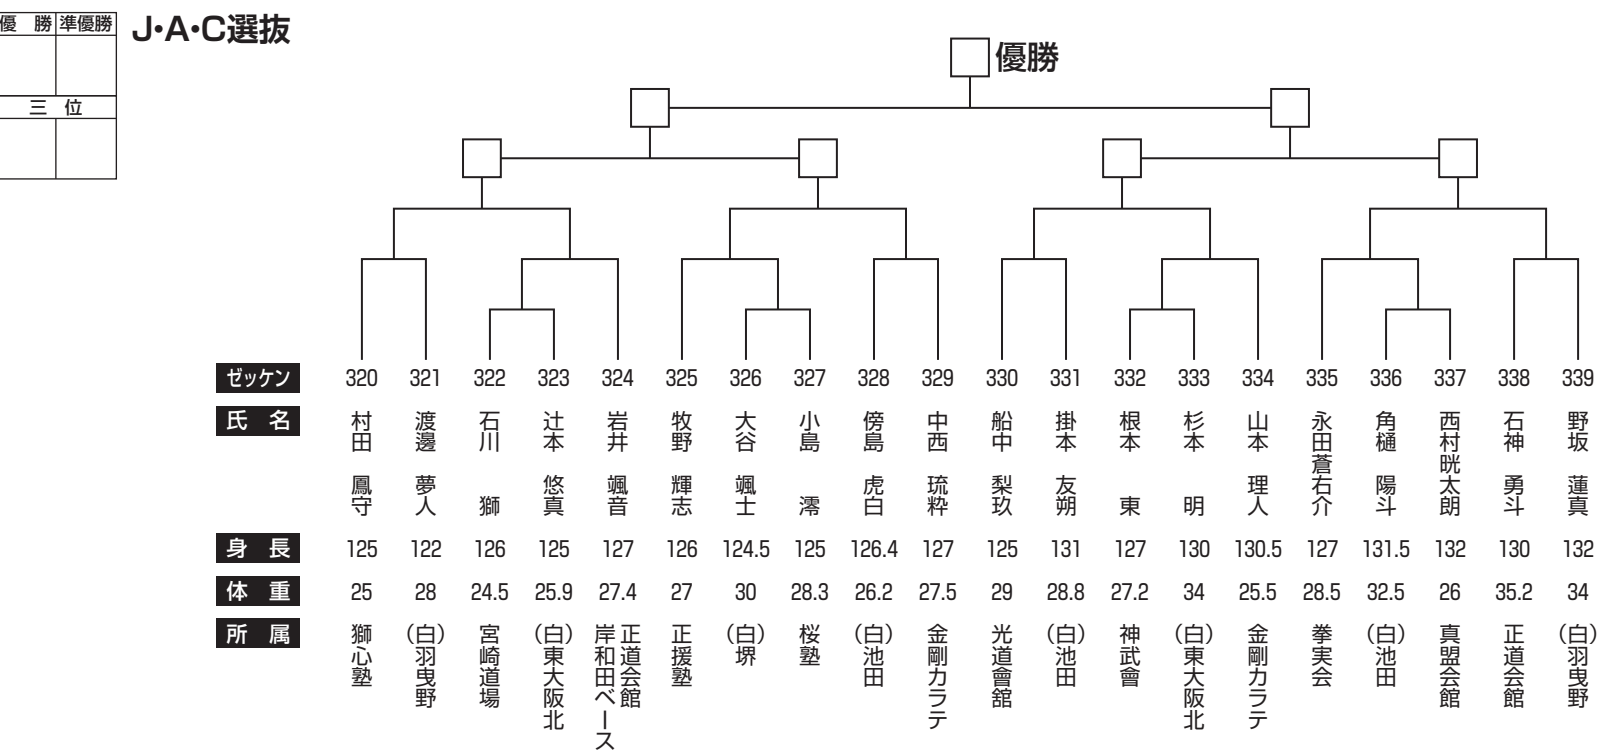 優 勝 準優勝
三 位
J・A・C選抜
優勝
ゼッケン 320 321 322 323 324 325 326 327 328 329 330 331 332 333 334 335 336 337 338 339
氏 名 村田 鳳守 渡邊 夢人 石川 獅 辻本 悠真 岩井 颯音 牧野 輝志 大谷 颯士 小島 澪 傍島 虎白 中西 琉粋 船中 梨玖 掛本 友朔 根本 東 杉本 明 山本 理人 永田蒼右介 角樋 陽斗 西村晄太朗 石神 勇斗 野坂 蓮真
身 長 125 122 126 125 127 126 124.5 125 126.4 127 125 131 127 130 130.5 127 131.5 132 130 132
体 重 25 28 24.5 25.9 27.4 27 30 28.3 26.2 27.5 29 28.8 27.2 34 25.5 28.5 32.5 26 35.2 34
所 属 獅心塾 (白)羽曳野 宮崎道場 (白)東大阪北 正道会館岸和田ベース 正援塾 (白)堺 桜塾 (白)池田 金剛カラテ 光道會舘 (白)池田 神武會 (白)東大阪北 金剛カラテ 拳実会 (白)池田 真盟会館 正道会館 (白)羽曳野